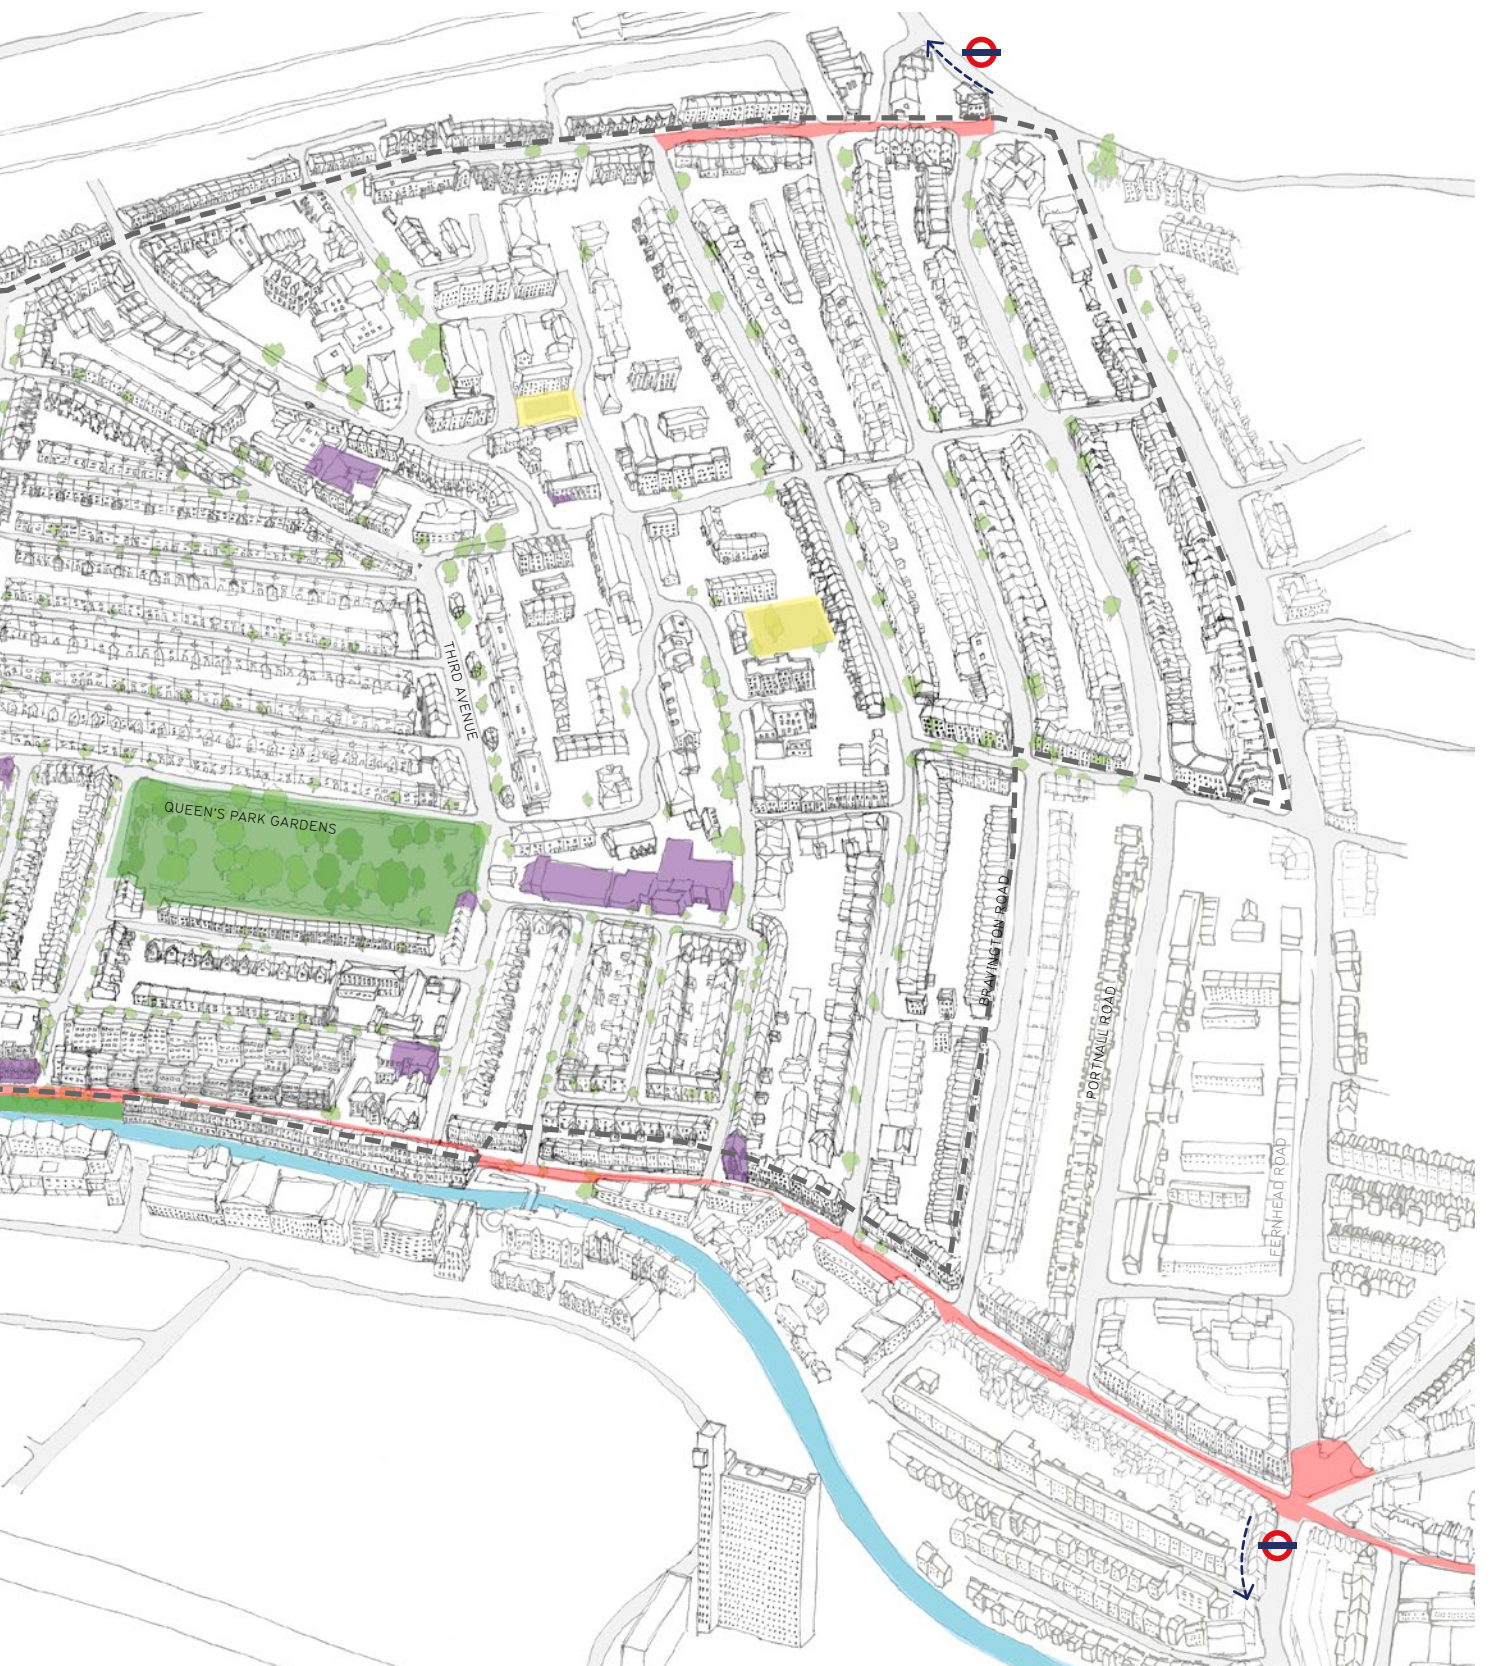 THIRD AVENUE
QUEEN'S PARK GARDENS
BRAVINGTON ROAD
PORTNALL ROAD
FERNHEAD ROAD